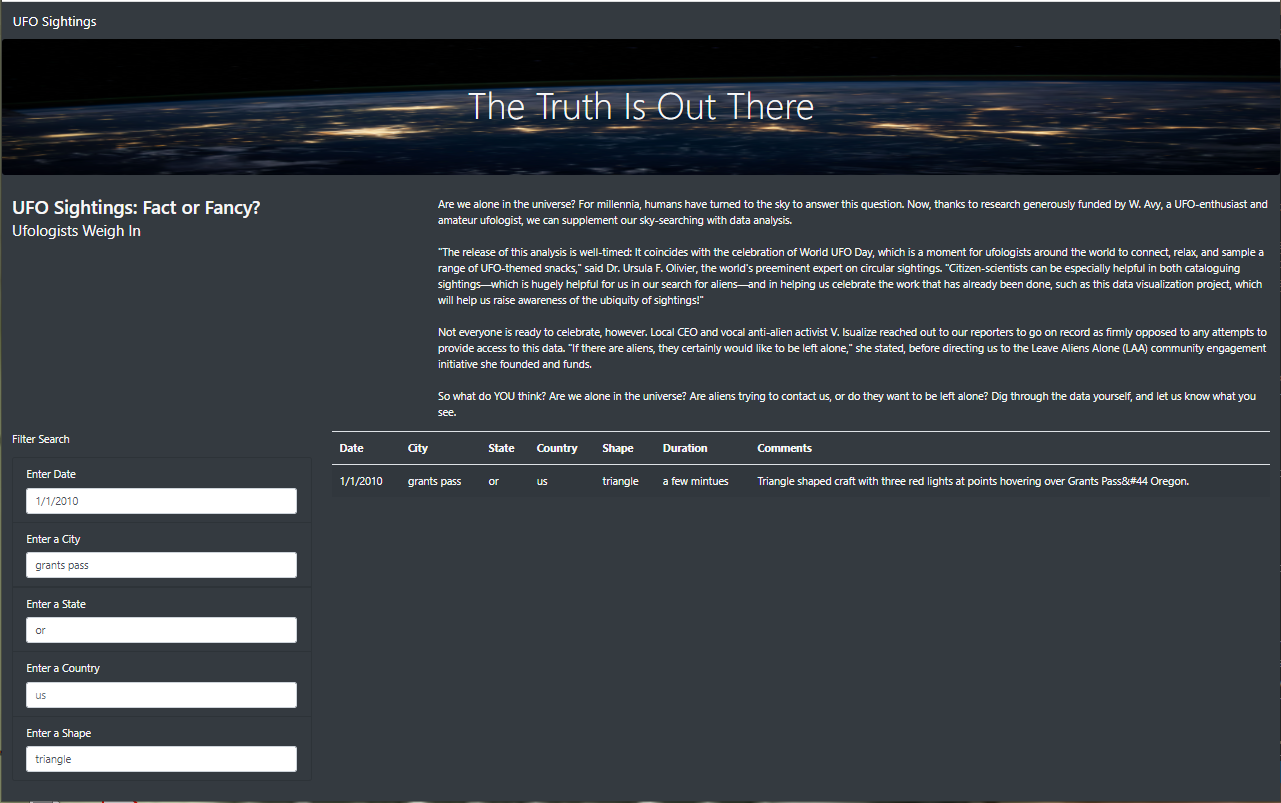 UFO Sightings
The Truth Is Out There
UFO Sightings: Fact or Fancy?
Ufologists Weigh In
Are we alone in the universe? For millennia, humans have turned to the sky to answer this question. Now, thanks to research generously funded by W. Avy, a UFO-enthusiast and
amateur ufologist, we can supplement our sky-searching with data analysis.
"The release of this analysis is well-timed: It coincides with the celebration of World UFO Day, which is a moment for ufologists around the world to connect, relax, and sample a
range of UFO-themed snacks," said Dr. Ursula F. Olivier, the world's preeminent expert on circular sightings. "Citizen-scientists can be especially helpful in both cataloguing
sightings—which is hugely helpful for us in our search for aliens—and in helping us celebrate the work that has already been done, such as this data visualization project, which
will help us raise awareness of the ubiquity of sightings!"
Not everyone is ready to celebrate, however. Local CEO and vocal anti-alien activist V. Isualize reached out to our reporters to go on record as firmly opposed to any attempts to
provide access to this data. "If there are aliens, they certainly would like to be left alone," she stated, before directing us to the Leave Aliens Alone (LAA) community engagement
initiative she founded and funds.
So what do YOU think? Are we alone in the universe? Are aliens trying to contact us, or do they want to be left alone? Dig through the data yourself, and let us know what you
see.
Filter Search
Enter Date
1/1/2010
Enter a City
grants pass
Enter a State
or
Enter a Country
us
Enter a Shape
triangle
Date City State Country Shape Duration Comments
1/1/2010 grants pass or us triangle a few mintues Triangle shaped craft with three red lights at points hovering over Grants Pass&#44 Oregon.